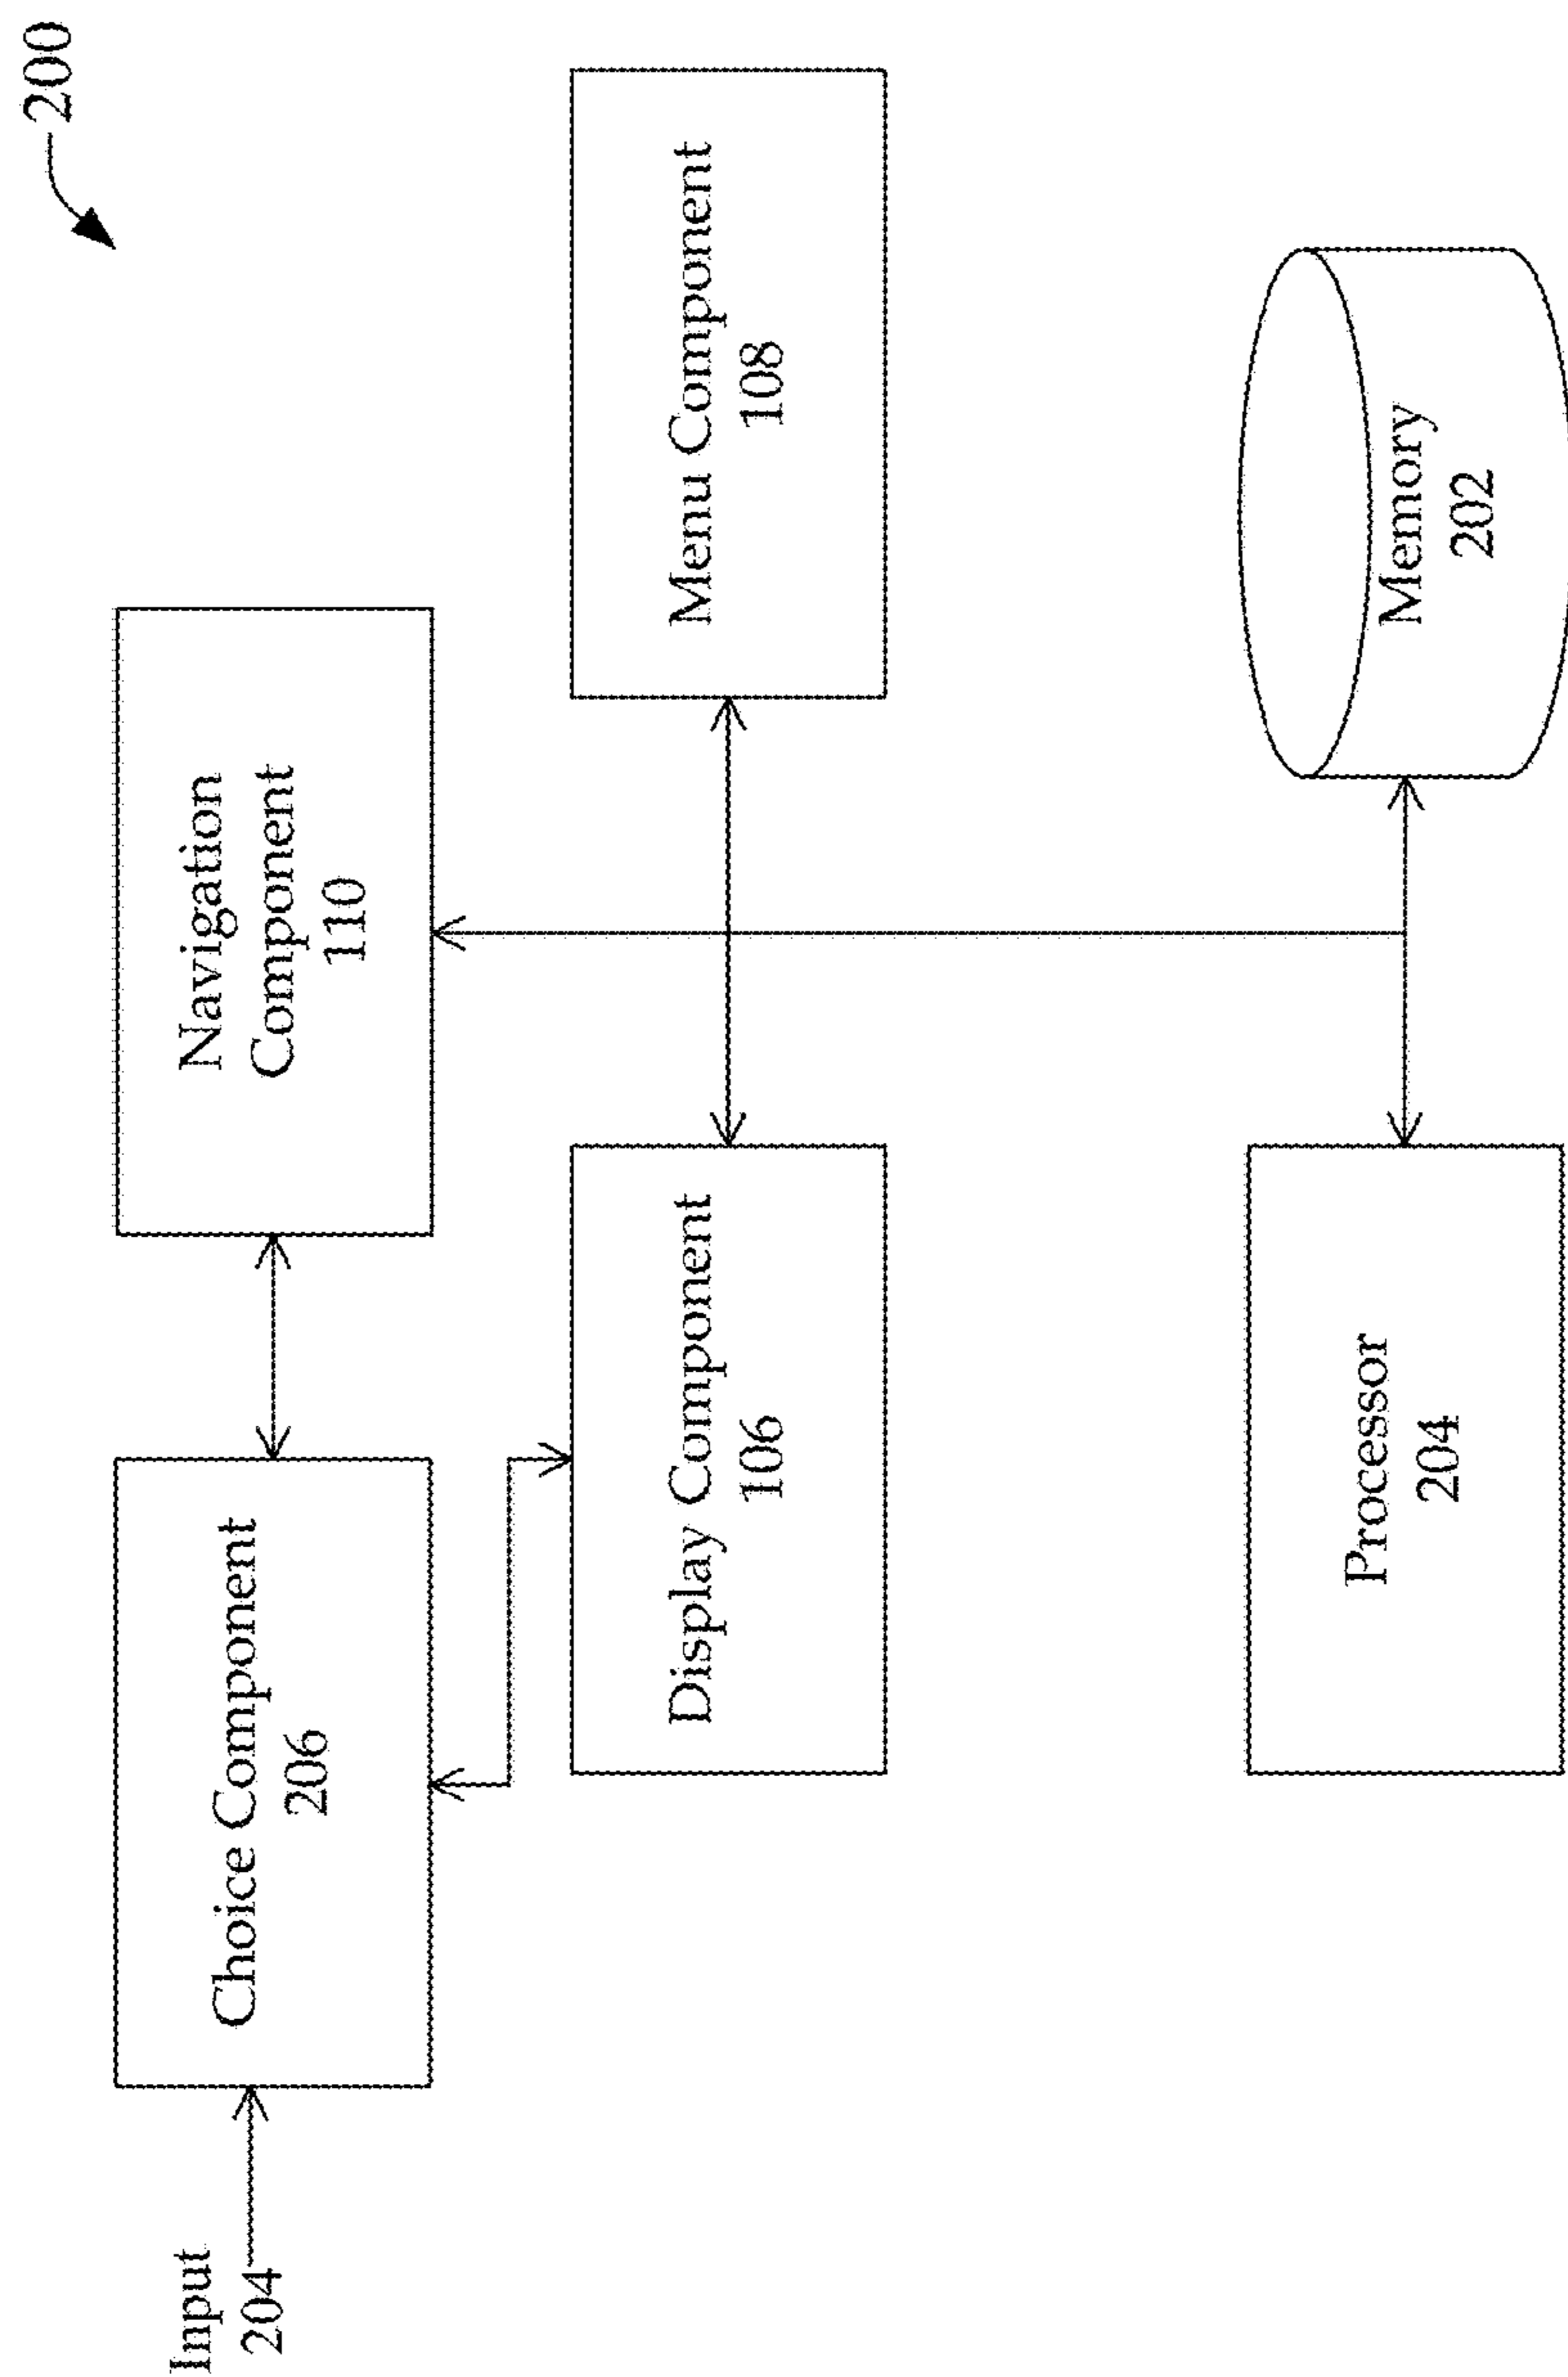 200
Input
204
Choice Component
206
Navigation
Component
110
Display Component
106
Menu Component
108
Processor
204
Memory
202